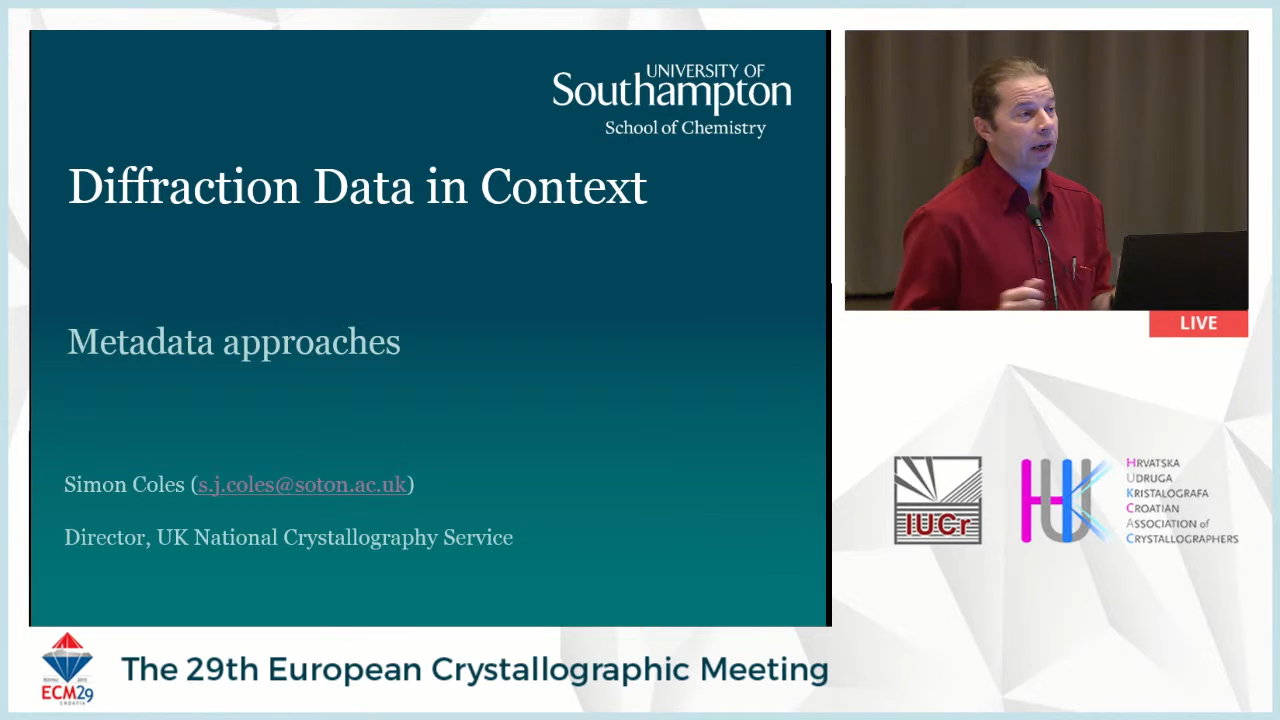 UNIVERSITY OF
Southampton
School of Chemistry
Diffraction Data in Context
Metadata approaches
Simon Coles (s.j.coles@soton.ac.uk)
Director, UK National Crystallography Service
LIVE
IUCr
HUK
HRVATSKA
UDRUGA
KRISTALOGRAFA
CROATIAN
ASSOCIATION of
CRYSTALLOGRAPHERS
ECM29
CROATIA
The 29th European Crystallographic Meeting